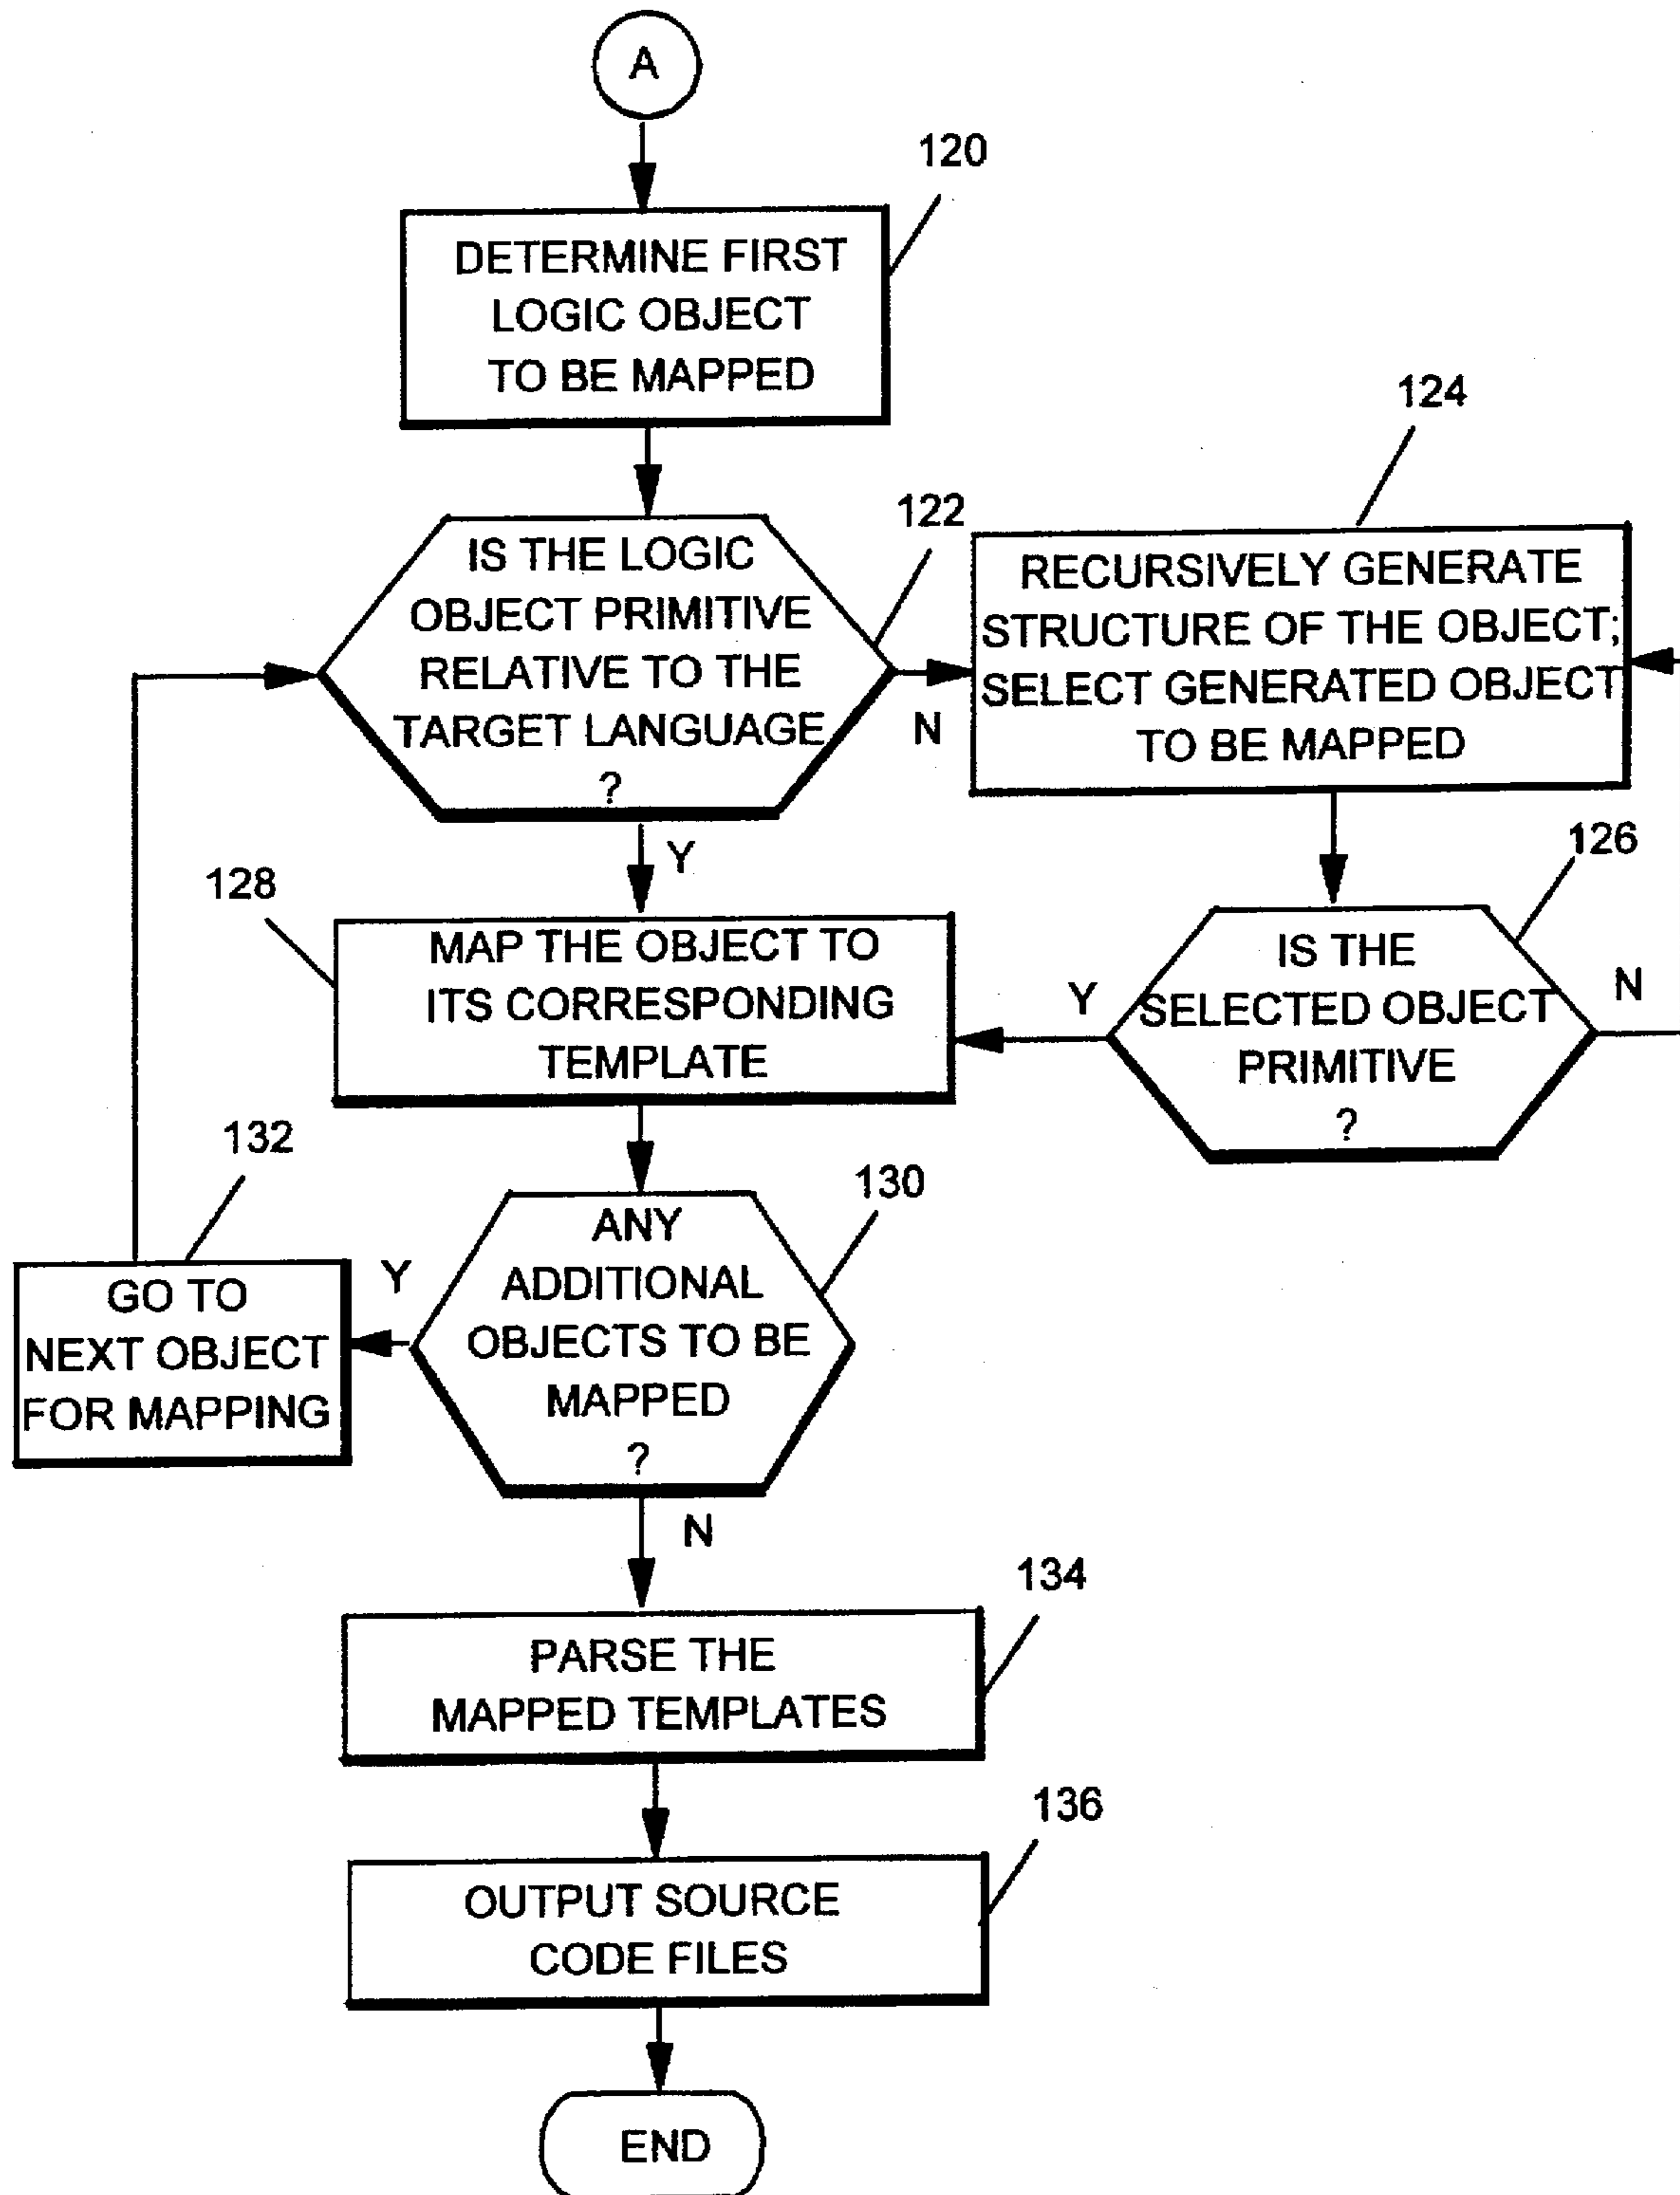 A
120
DETERMINE FIRST
LOGIC OBJECT
TO BE MAPPED
124
122
IS THE LOGIC
OBJECT PRIMITIVE
RELATIVE TO THE
TARGET LANGUAGE
?
RECURSIVELY GENERATE
STRUCTURE OF THE OBJECT;
SELECT GENERATED OBJECT
TO BE MAPPED
N
Y
126
128
MAP THE OBJECT TO
ITS CORRESPONDING
TEMPLATE
Y
IS THE
SELECTED OBJECT
PRIMITIVE
?
N
132
130
GO TO
NEXT OBJECT
FOR MAPPING
Y
ANY
ADDITIONAL
OBJECTS TO BE
MAPPED
?
N
134
PARSE THE
MAPPED TEMPLATES
136
OUTPUT SOURCE
CODE FILES
END